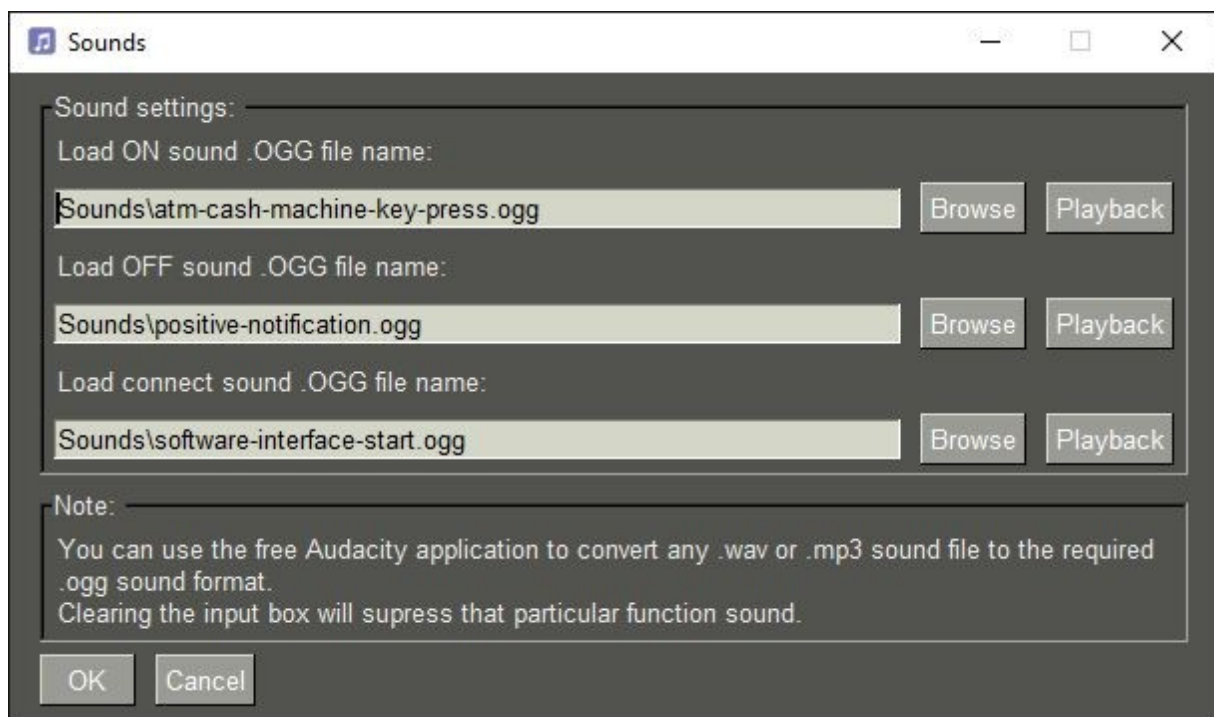 Sounds
Sound settings:
Load ON sound .OGG file name:
Sounds\atm-cash-machine-key-press.ogg Browse Playback
Load OFF sound .OGG file name:
Sounds\positive-notification.ogg Browse Playback
Load connect sound .OGG file name:
Sounds\software-interface-start.ogg Browse Playback
Note:
You can use the free Audacity application to convert any .wav or .mp3 sound file to the required
.ogg sound format.
Clearing the input box will supress that particular function sound.
OK Cancel